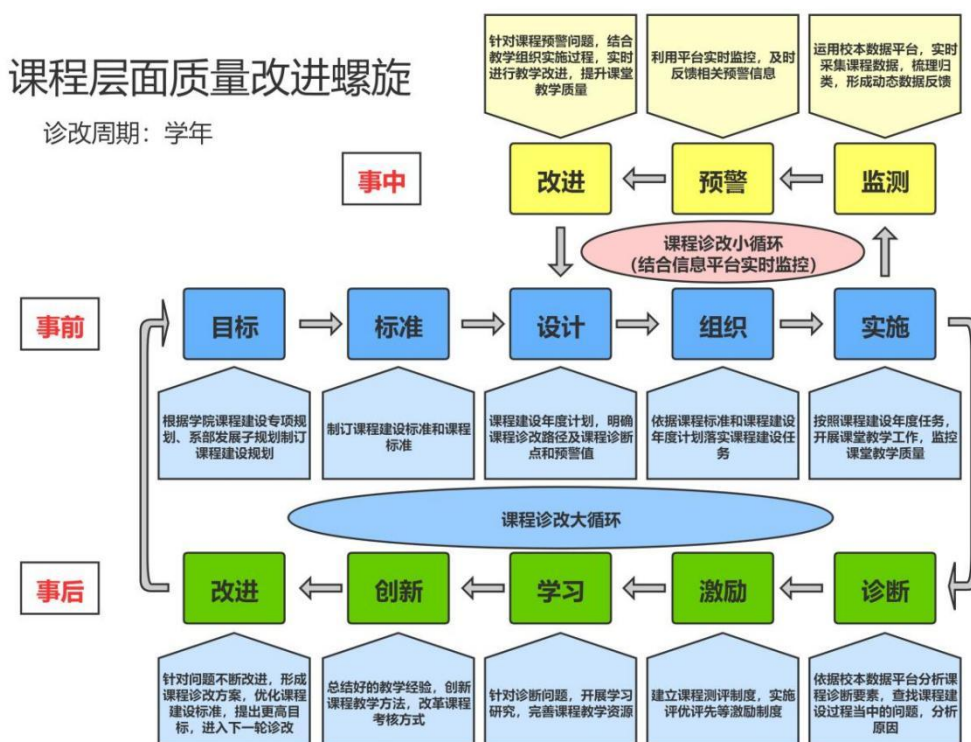 课程层面质量改进螺旋
诊改周期：学年
针对课程预警问题，结合
教学组织实施过程，实时
进行教学改进，提升课堂
教学质量
利用平台实时监控，及时
反馈相关预警信息
运用校本数据平台，实时
采集课程数据，梳理归
类，形成动态数据反馈
事中
改进
预警
监测
课程诊改小循环
（结合信息平台实时监控）
事前
目标
标准
设计
组织
实施
根据学院课程建设专项规
划、系部发展子规划制订
课程建设规划
制订课程建设标准和课程
标准
课程建设年度计划，明确
课程诊改路径及课程诊断
点和预警值
依据课程标准和课程建设
年度计划落实课程建设任
务
按照课程建设年度任务，
开展课堂教学工作，监控
课堂教学质量
课程诊改大循环
事后
改进
创新
学习
激励
诊断
针对问题不断改进，形成
课程诊改方案，优化课程
建设标准，提出更高目
标，进入下一轮诊改
总结好的教学经验，创新
课程教学方法，改革课程
考核方式
针对诊断问题，开展学习
研究，完善课程教学资源
建立课程测评制度，实施
评优评先等激励制度
依据校本数据平台分析课
程诊断要素，查找课程建
设过程当中的问题，分析
原因